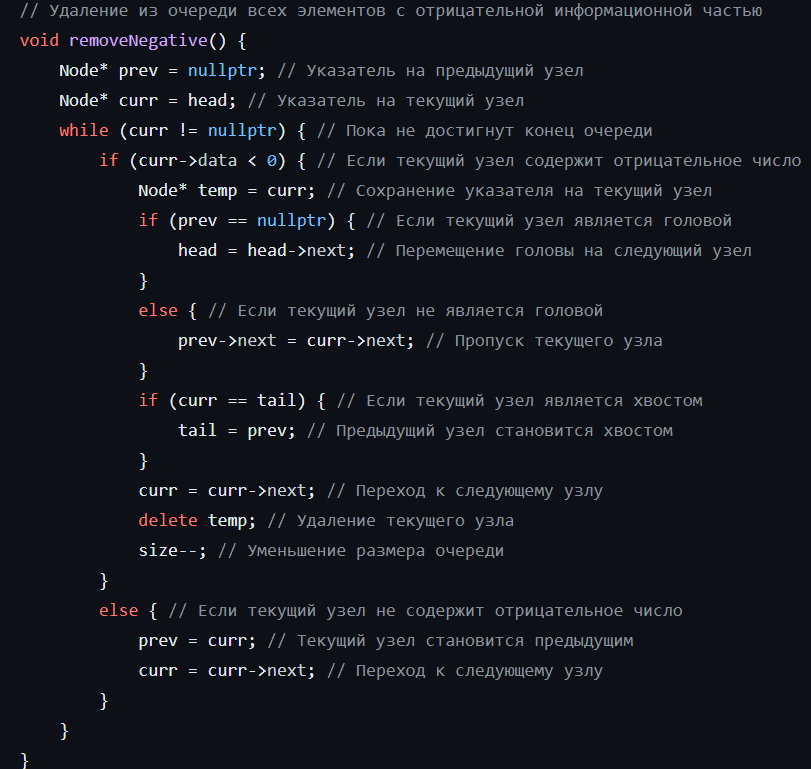 // Удаление из очереди всех элементов с отрицательной информационной частью
void removeNegative() {
    Node* prev = nullptr; // Указатель на предыдущий узел
    Node* curr = head; // Указатель на текущий узел
    while (curr != nullptr) { // Пока не достигнут конец очереди
        if (curr->data < 0) { // Если текущий узел содержит отрицательное число
            Node* temp = curr; // Сохранение указателя на текущий узел
            if (prev == nullptr) { // Если текущий узел является головой
                head = head->next; // Перемещение головы на следующий узел
            }
            else { // Если текущий узел не является головой
                prev->next = curr->next; // Пропуск текущего узла
            }
            if (curr == tail) { // Если текущий узел является хвостом
                tail = prev; // Предыдущий узел становится хвостом
            }
            curr = curr->next; // Переход к следующему узлу
            delete temp; // Удаление текущего узла
            size--; // Уменьшение размера очереди
        }
        else { // Если текущий узел не содержит отрицательное число
            prev = curr; // Текущий узел становится предыдущим
            curr = curr->next; // Переход к следующему узлу
        }
    }
}